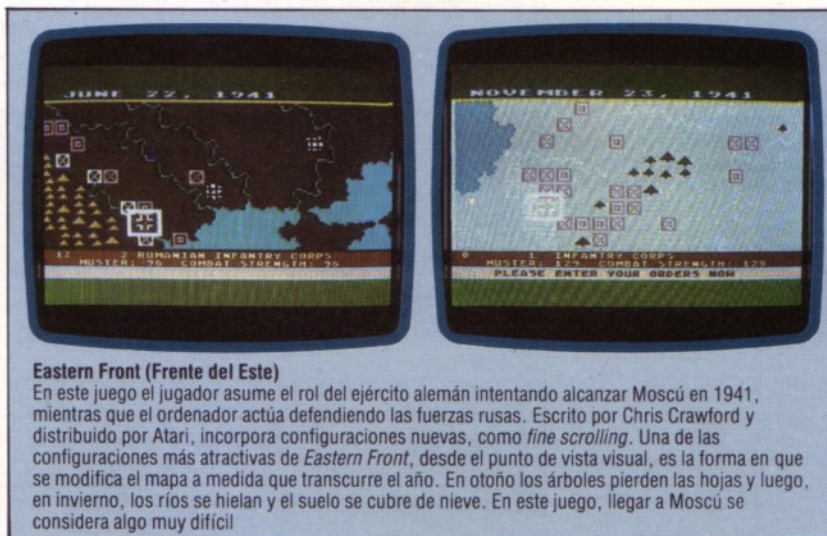 JUNE 22, 1941
12 2 RUMANIAN INFANTRY CORPS
MUSTER: 96 COMBAT STRENGTH: 96
NOVEMBER 23, 1941
0 1 INFANTRY CORPS
MUSTER: 129 COMBAT STRENGTH: 129
PLEASE ENTER YOUR ORDERS NOW
Eastern Front (Frente del Este)
En este juego el jugador asume el rol del ejército alemán intentando alcanzar Moscú en 1941,
mientras que el ordenador actúa defendiendo las fuerzas rusas. Escrito por Chris Crawford y
distribuido por Atari, incorpora configuraciones nuevas, como fine scrolling. Una de las
configuraciones más atractivas de Eastern Front, desde el punto de vista visual, es la forma en que
se modifica el mapa a medida que transcurre el año. En otoño los árboles pierden las hojas y luego,
en invierno, los ríos se hielan y el suelo se cubre de nieve. En este juego, llegar a Moscú se
considera algo muy difícil